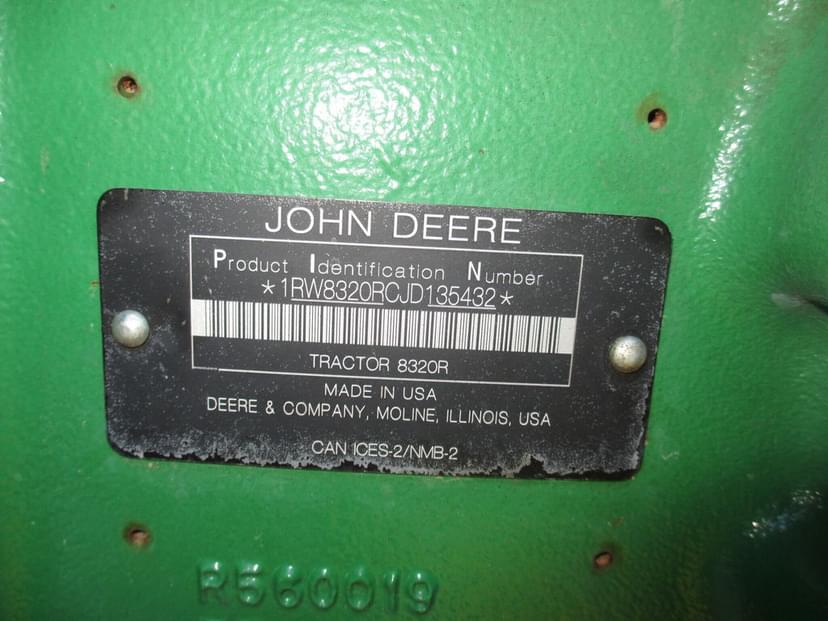 JOHN DEERE
Product Identification Number
*1RW8320RCJD135432*
TRACTOR 8320R
MADE IN USA
DEERE & COMPANY, MOLINE, ILLINOIS, USA
CAN ICES-2/NMB-2
R560019